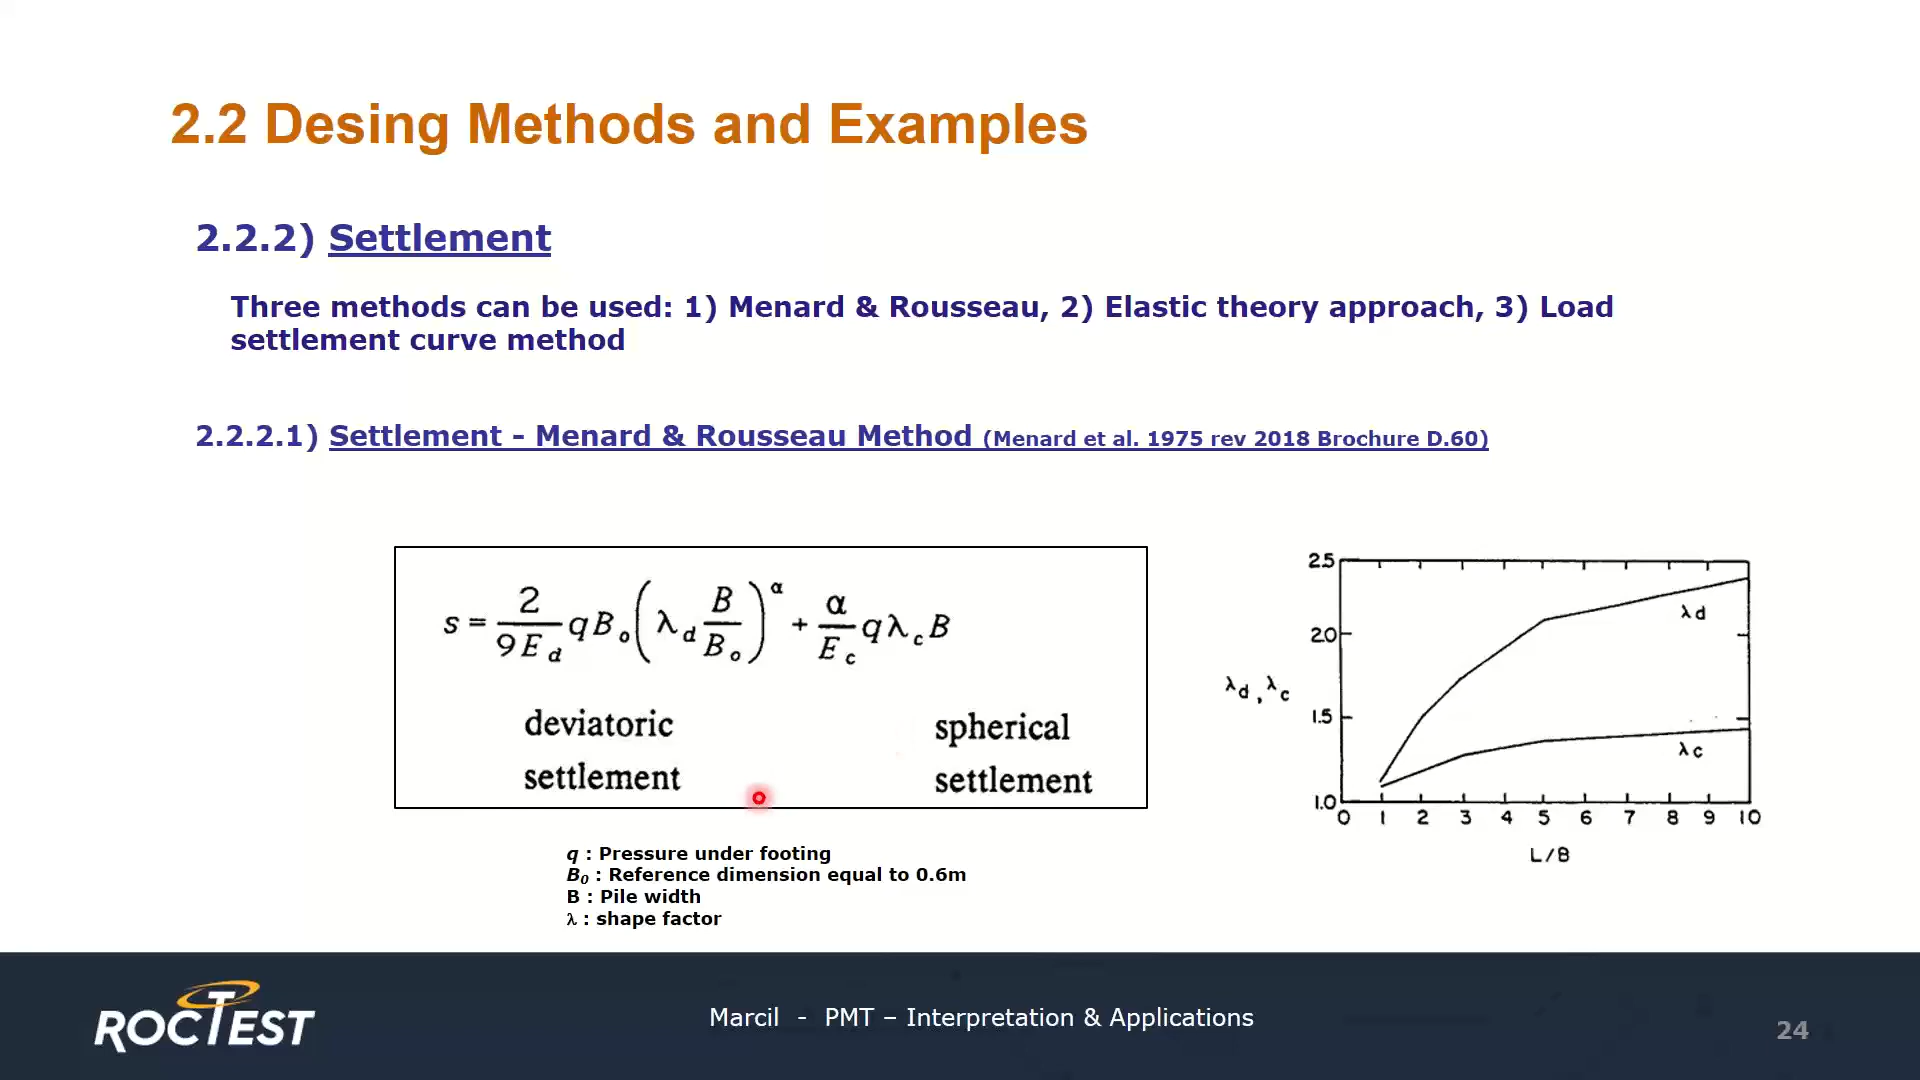 2.2 Desing Methods and Examples
2.2.2) Settlement
Three methods can be used: 1) Menard & Rousseau, 2) Elastic theory approach, 3) Load
settlement curve method
2.2.2.1) Settlement - Menard & Rousseau Method (Menard et al. 1975 rev 2018 Brochure D.60)
s = 2/(9E_d) q B_o (λ_d B/B_o)^α + α/E_c q λ_c B
deviatoric spherical
settlement settlement
q : Pressure under footing
B₀ : Reference dimension equal to 0.6m
B : Pile width
λ : shape factor
2.5
2.0
1.5
1.0
λd, λc
λd
λc
0 1 2 3 4 5 6 7 8 9 10
L/B
ROCTEST
Marcil - PMT – Interpretation & Applications
24